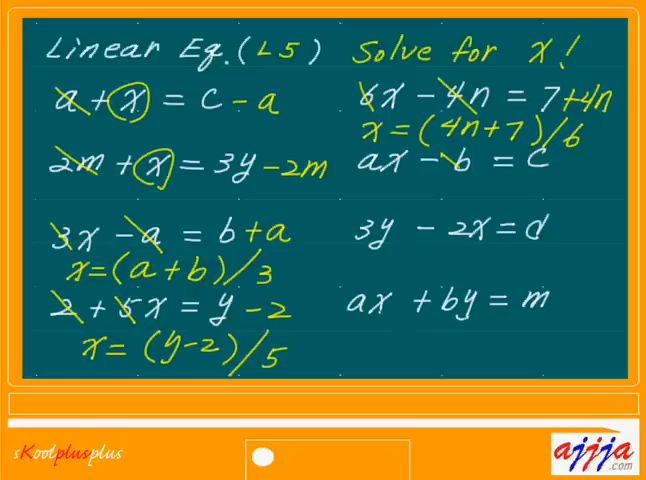 Linear Eq. (L5)
a + x = c - a
2m + x = 3y - 2m
3x - a = b + a
x = (a + b) / 3
2 + 5x = y - 2
x = (y - 2) / 5
Solve for x!
6x - 4n = 7 + 4n
x = (4n + 7) / 6
ax - b = c
3y - 2x = d
ax + by = m
sKoolplusplus
ajjja
.com